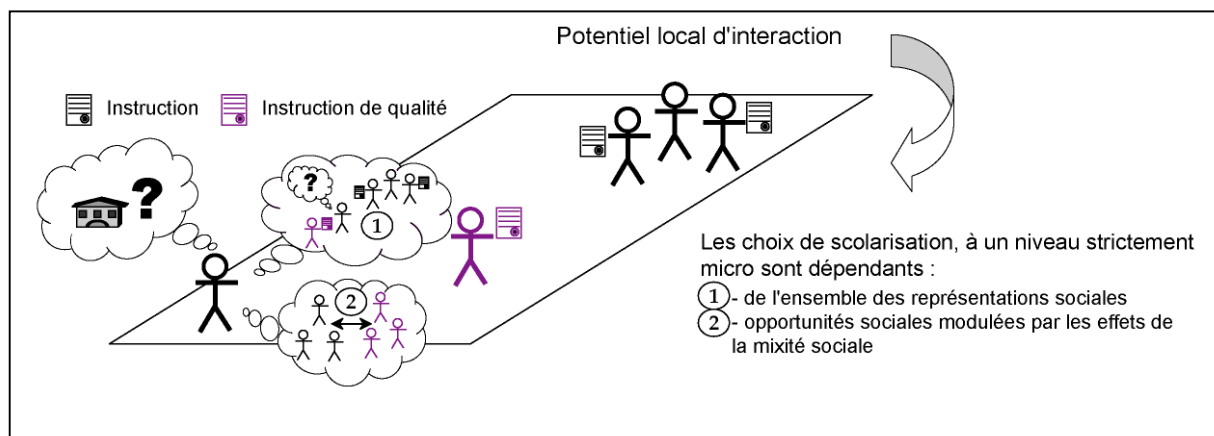 Potentiel local d'interaction
Instruction
Instruction de qualité
?
?
1
2
Les choix de scolarisation, à un niveau strictement
micro sont dépendants :
1 - de l'ensemble des représentations sociales
2 - opportunités sociales modulées par les effets de
la mixité sociale